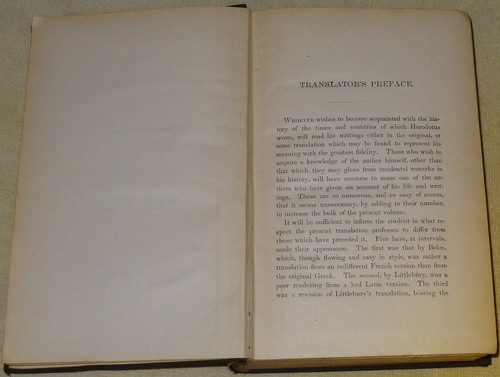 TRANSLATOR'S PREFACE.
WHOEVER wishes to become acquainted with the his-
tory of the times and countries of which Herodotus
wrote, will read his writings either in the original, or
some translation which may be found to represent his
meaning with the greatest fidelity. Those who wish to
acquire a knowledge of the author himself, other than
that which they may glean from incidental remarks in
his history, will have recourse to some one of the au-
thors who have given an account of his life and writ-
ings. These are so numerous, and so easy of access,
that it seems unnecessary, by adding to their number,
to increase the bulk of the present volume.
It will be sufficient to inform the student in what re-
spect the present translation professes to differ from
those which have preceded it. Five have, at intervals,
made their appearance. The first was that by Beloe,
which, though flowing and easy in style, was rather a
translation from an indifferent French version than from
the original Greek. The second, by Littlebury, was a
poor rendering from a bad Latin version. The third
was a revision of Littlebury's translation, bearing the